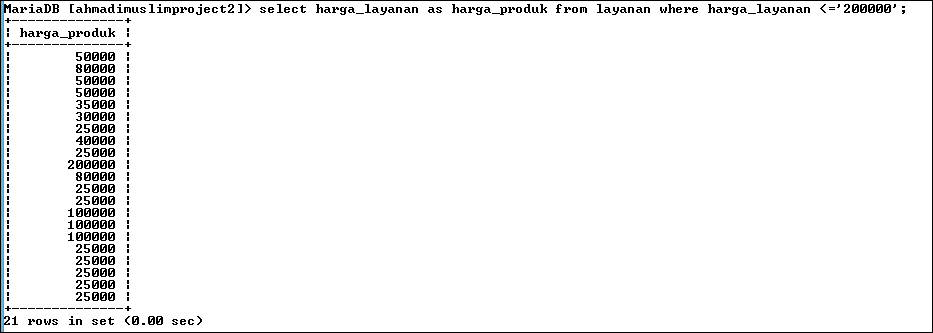 MariaDB [ahmadimuslimproject2]> select harga_layanan as harga_produk from layanan where harga_layanan <='200000';
+--------------+
| harga_produk |
+--------------+
|        50000 |
|        80000 |
|        50000 |
|        50000 |
|        35000 |
|        30000 |
|        25000 |
|        40000 |
|        25000 |
|       200000 |
|        80000 |
|        25000 |
|        25000 |
|       100000 |
|       100000 |
|       100000 |
|        25000 |
|        25000 |
|        25000 |
|        25000 |
|        25000 |
+--------------+
21 rows in set (0.00 sec)